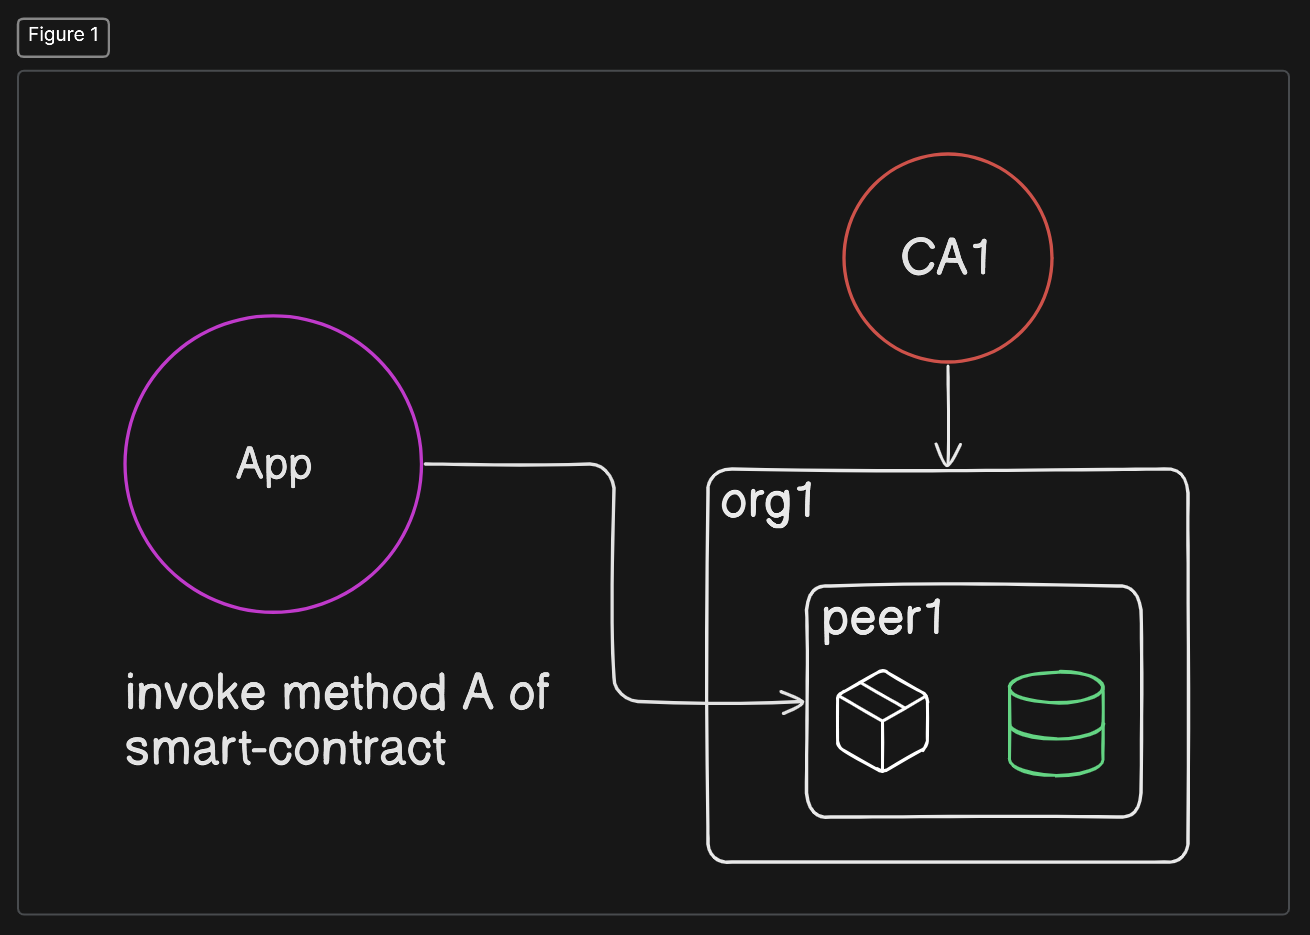 Figure 1
CA1
App
org1
peer1
invoke method A of
smart-contract